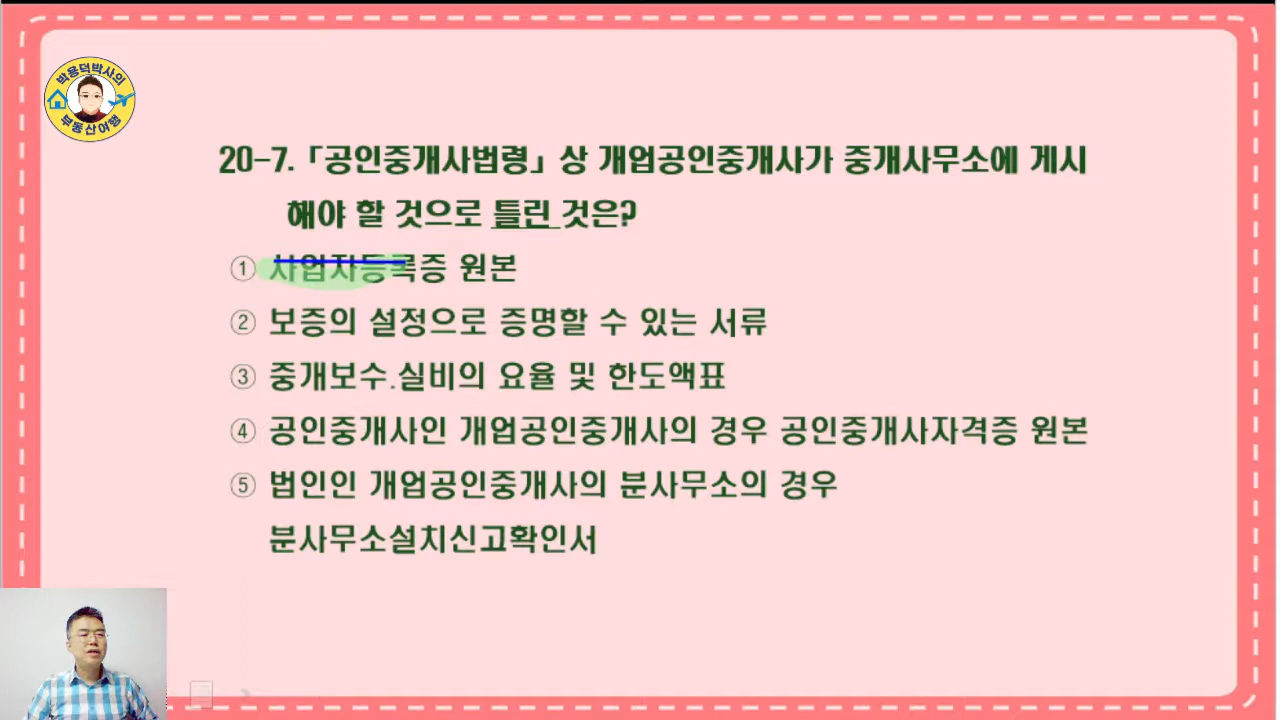 박용덕박사의
부동산여행
20-7.「공인중개사법령」상 개업공인중개사가 중개사무소에 게시
해야 할 것으로 틀린 것은?
① 사업자등록증 원본
② 보증의 설정으로 증명할 수 있는 서류
③ 중개보수.실비의 요율 및 한도액표
④ 공인중개사인 개업공인중개사의 경우 공인중개사자격증 원본
⑤ 법인인 개업공인중개사의 분사무소의 경우
분사무소설치신고확인서